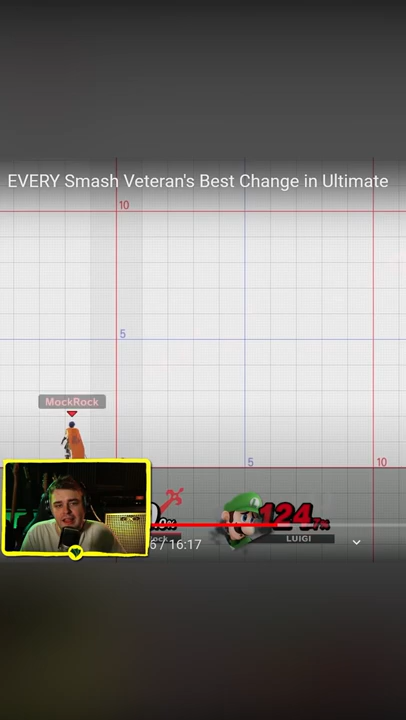 EVERY Smash Veteran's Best Change in Ultimate
10
5
MockRock
5
10
124.7%
6 / 16:17
LUIGI